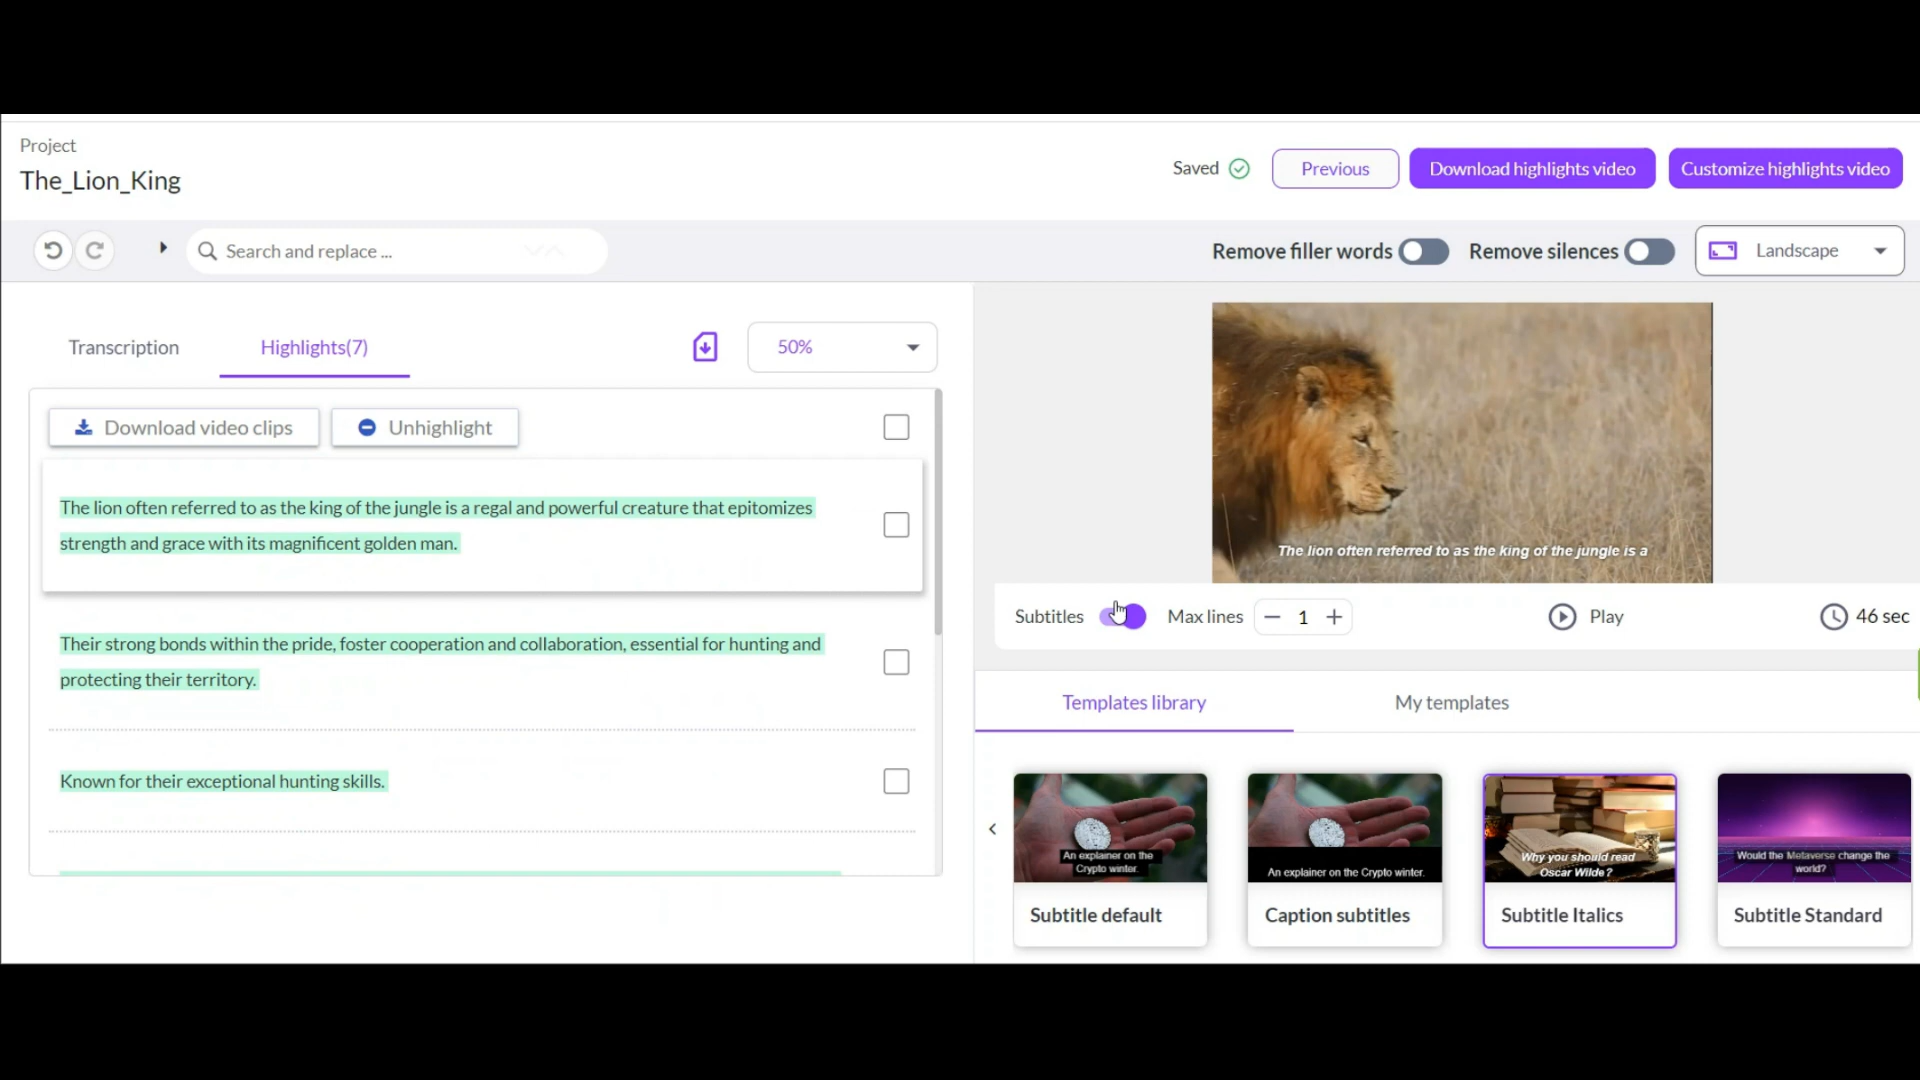 Project
The_Lion_King
Saved
Previous
Download highlights video
Customize highlights video
Search and replace ...
Remove filler words
Remove silences
Landscape
Transcription
Highlights(7)
50%
Download video clips
Unhighlight
The lion often referred to as the king of the jungle is a regal and powerful creature that epitomizes
strength and grace with its magnificent golden man.
Their strong bonds within the pride, foster cooperation and collaboration, essential for hunting and
protecting their territory.
Known for their exceptional hunting skills.
The lion often referred to as the king of the jungle is a
Subtitles
Max lines
1
Play
46 sec
Templates library
My templates
An explainer on the
Crypto winter.
Subtitle default
An explainer on the Crypto winter.
Caption subtitles
Why you should read
Oscar Wilde?
Subtitle Italics
Would the Metaverse change the
world?
Subtitle Standard